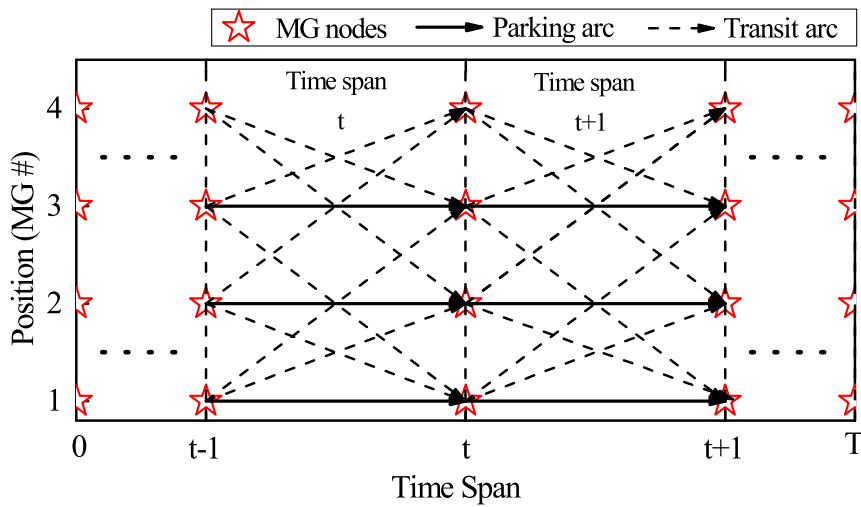 MG nodes Parking arc Transit arc
Time span
t
Time span
t+1
Position (MG #)
4
3
2
1
0 t-1 t t+1 T
Time Span